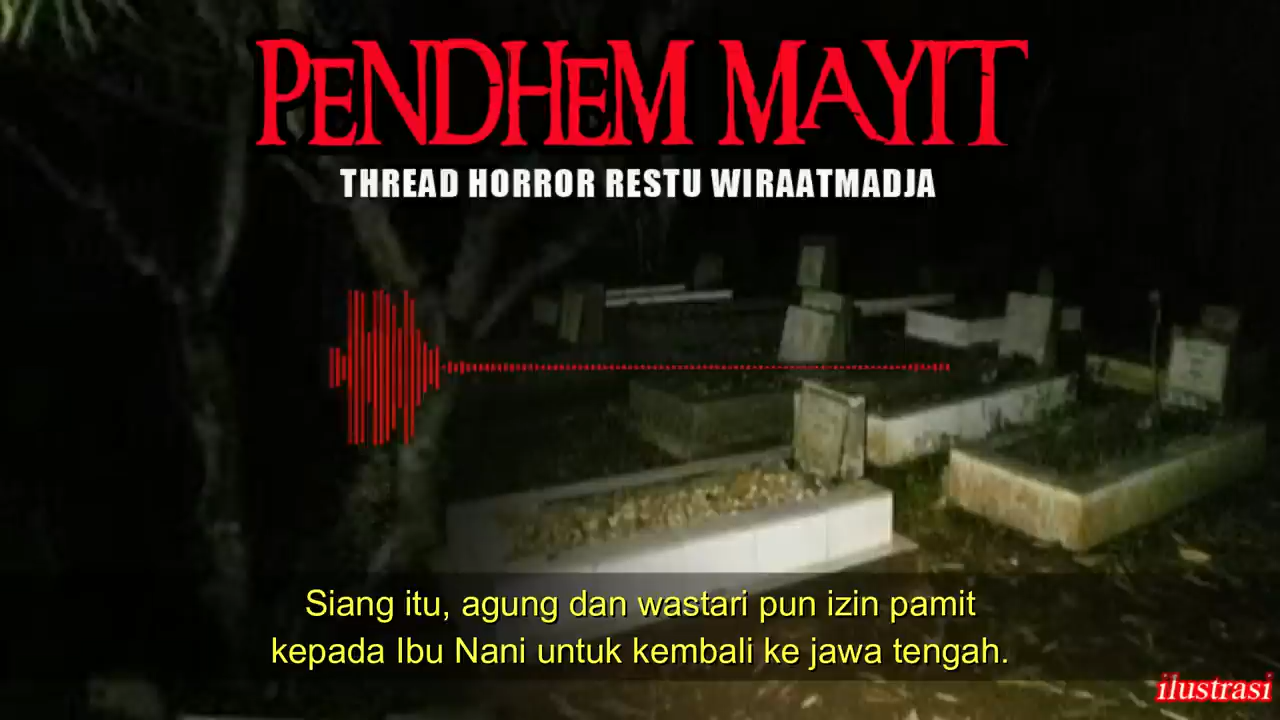 PENDHEM MAYIT
THREAD HORROR RESTU WIRAATMADJA
Siang itu, agung dan wastari pun izin pamit
kepada Ibu Nani untuk kembali ke jawa tengah.
ilustrasi